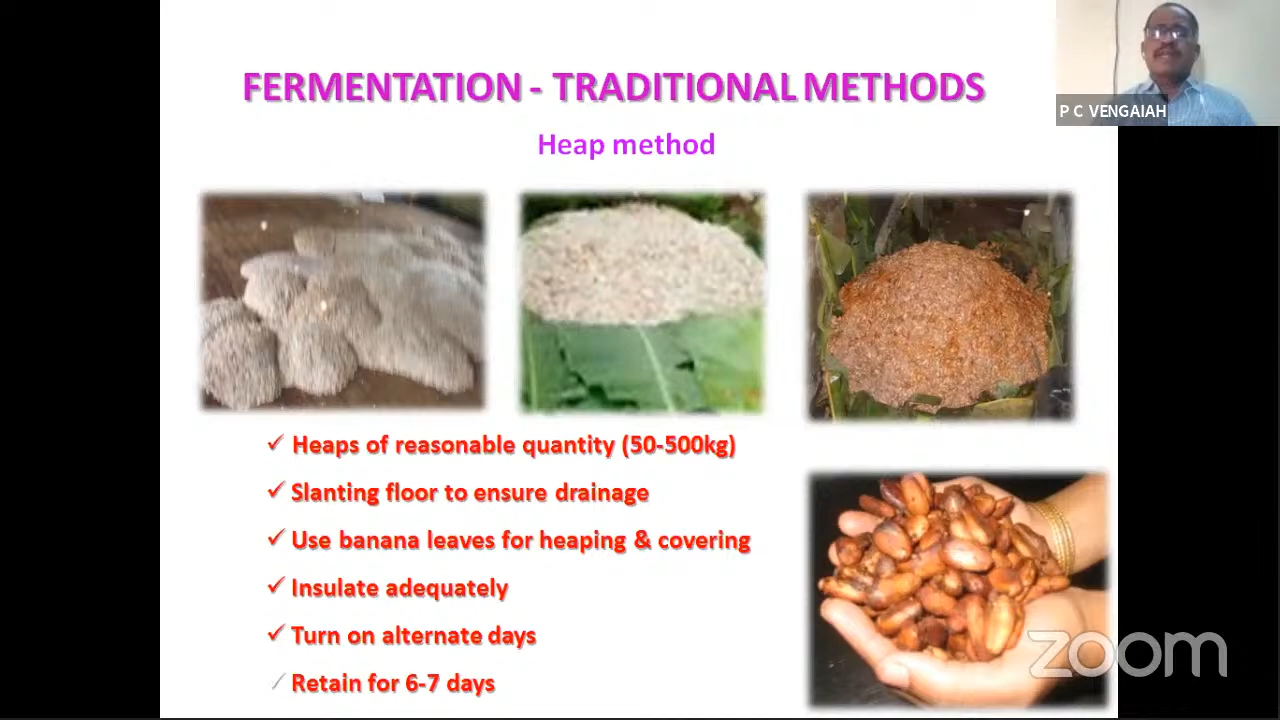 FERMENTATION - TRADITIONAL METHODS
P C VENGAIAH
Heap method
✓ Heaps of reasonable quantity (50-500kg)
✓ Slanting floor to ensure drainage
✓ Use banana leaves for heaping & covering
✓ Insulate adequately
✓ Turn on alternate days
✓ Retain for 6-7 days
zoom